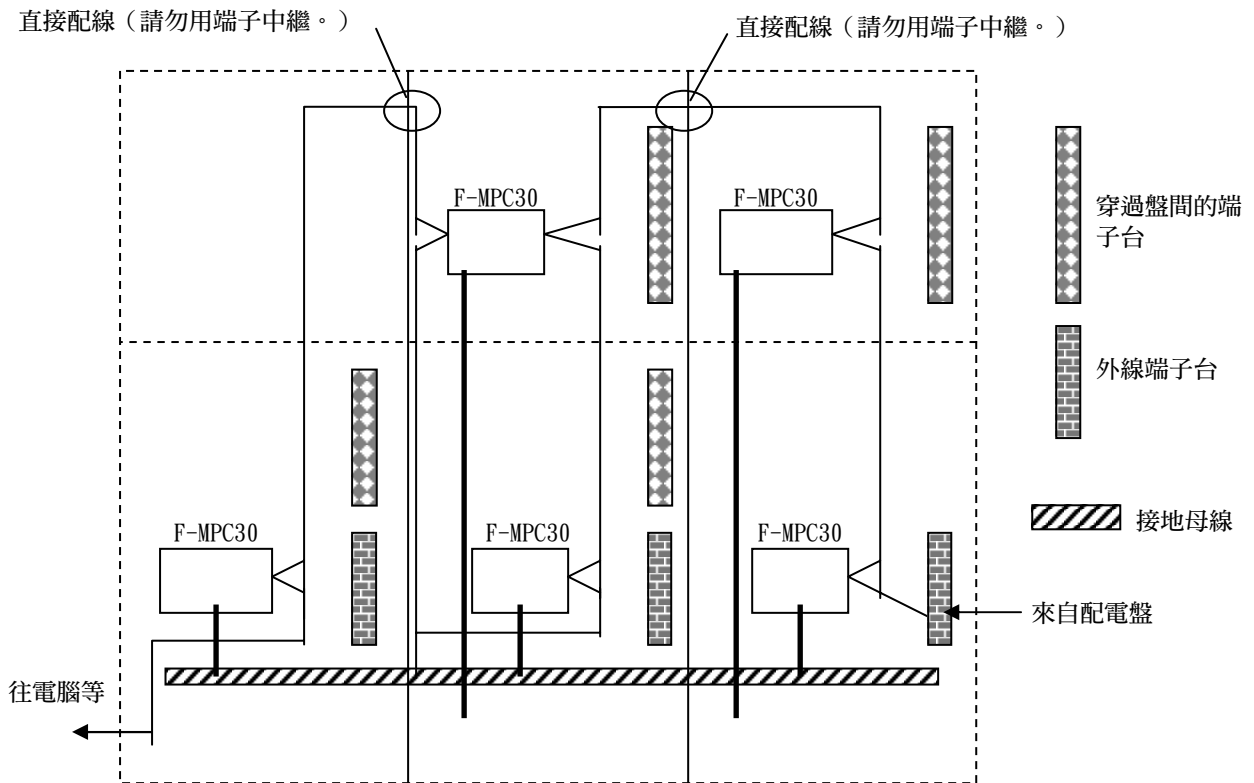 直接配線（請勿用端子中繼。）
直接配線（請勿用端子中繼。）
F-MPC30
F-MPC30
穿過盤間的端
子台
外線端子台
F-MPC30
F-MPC30
F-MPC30
接地母線
來自配電盤
往電腦等